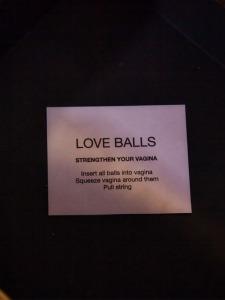 LOVE BALLS
STRENGTHEN YOUR VAGINA
Insert all balls into vagina
Squeeze vagina around them
Pull string